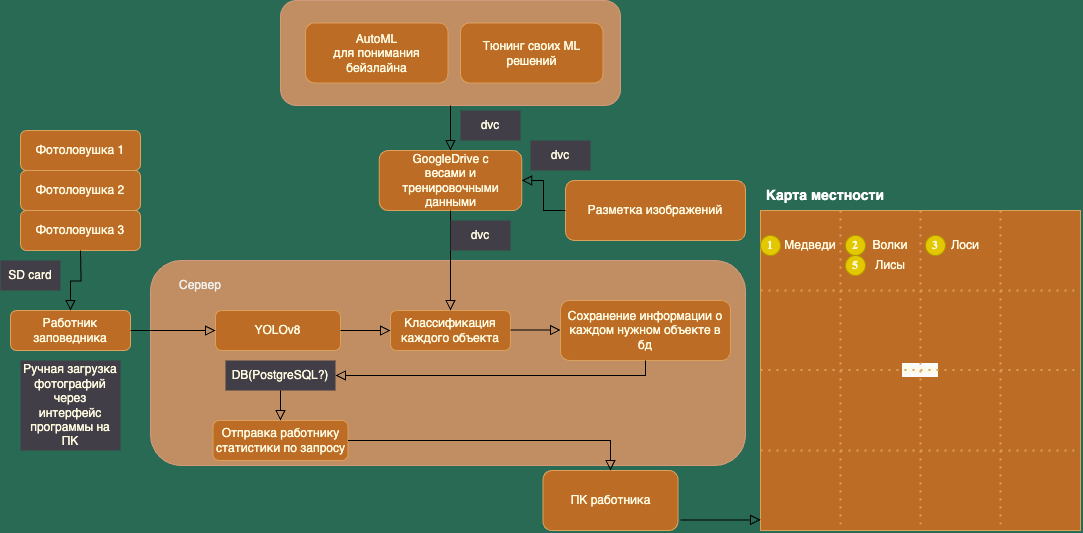 AutoML
для понимания
бейзлайна
Тюнинг своих ML
решений
dvc
GoogleDrive с
весами и
тренировочными
данными
dvc
Разметка изображений
dvc
Фотоловушка 1
Фотоловушка 2
Фотоловушка 3
SD card
Работник
заповедника
Ручная загрузка
фотографий
через
интерфейс
программы на
ПК
Сервер
YOLOv8
Классификация
каждого объекта
Сохранение информации о
каждом нужном объекте в
бд
DB(PostgreSQL?)
Отправка работнику
статистики по запросу
ПК работника
Карта местности
1 Медведи
2 Волки
3 Лоси
5 Лисы